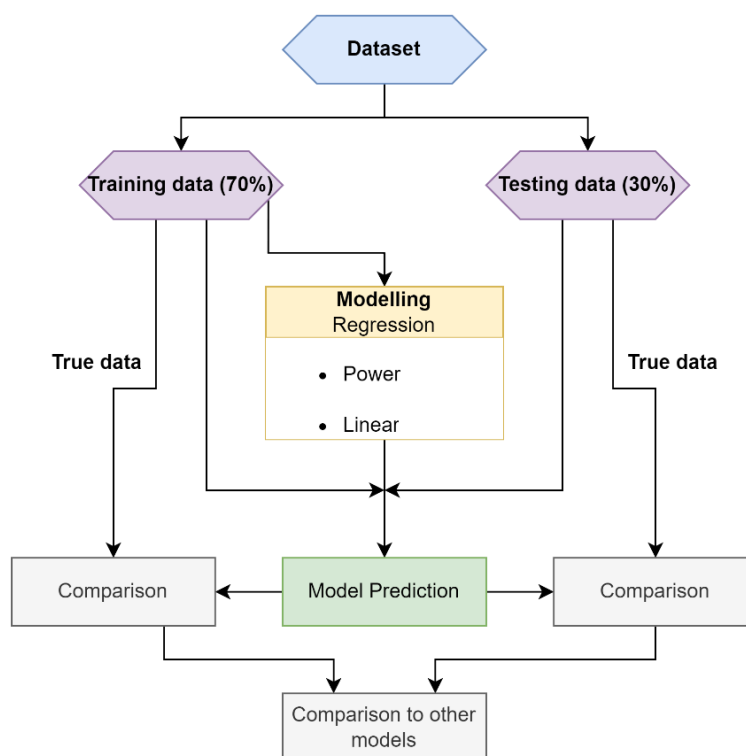 Dataset
Training data (70%)
Testing data (30%)
Modelling
Regression
True data
True data
• Power
• Linear
Comparison
Model Prediction
Comparison
Comparison to other
models